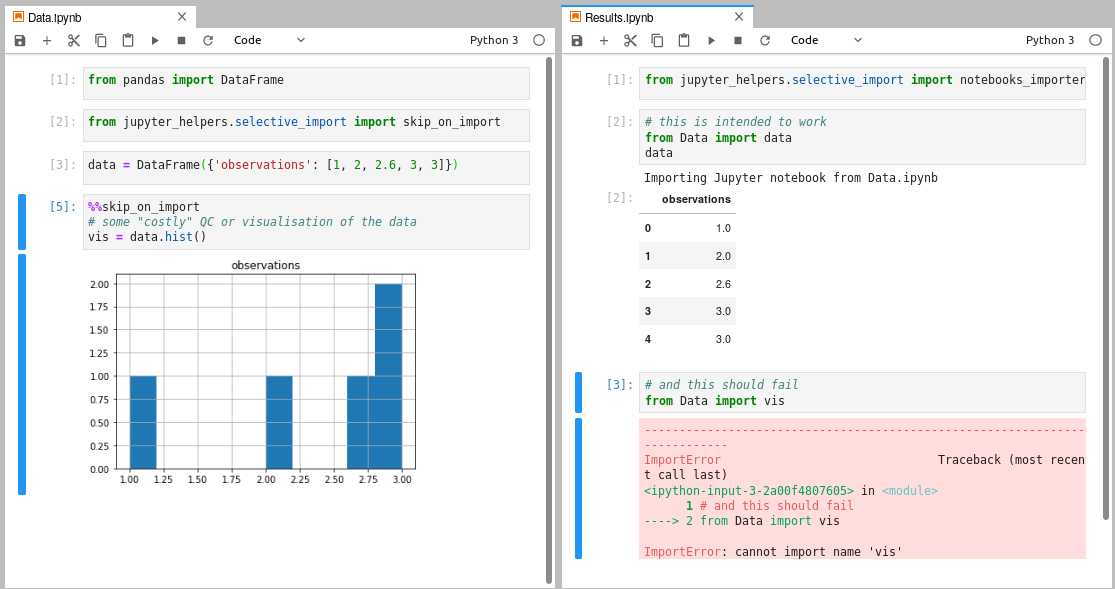 Data.ipynb
Code
Python 3
[1]:
from pandas import DataFrame
[2]:
from jupyter_helpers.selective_import import skip_on_import
[3]:
data = DataFrame({'observations': [1, 2, 2.6, 3, 3]})
[5]:
%%skip_on_import
# some "costly" QC or visualisation of the data
vis = data.hist()
observations
2.00
1.75
1.50
1.25
1.00
0.75
0.50
0.25
0.00
1.00 1.25 1.50 1.75 2.00 2.25 2.50 2.75 3.00
Results.ipynb
Code
Python 3
[1]:
from jupyter_helpers.selective_import import notebooks_importer
[2]:
# this is intended to work
from Data import data
data
Importing Jupyter notebook from Data.ipynb
[2]:
observations
0 1.0
1 2.0
2 2.6
3 3.0
4 3.0
[3]:
# and this should fail
from Data import vis
---------------------------------------------------------------
------------
ImportError Traceback (most recen
t call last)
<ipython-input-3-2a00f4807605> in <module>
1 # and this should fail
----> 2 from Data import vis
ImportError: cannot import name 'vis'